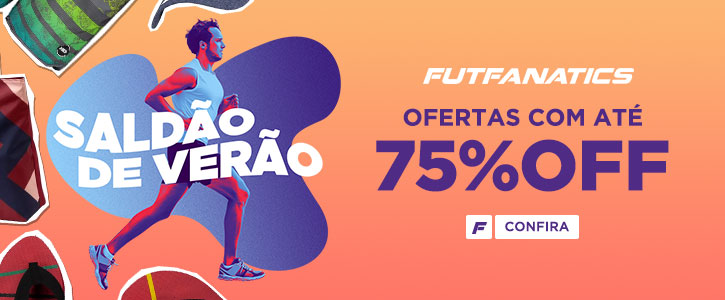 SALDÃO
DE VERÃO
FUTFANATICS
OFERTAS COM ATÉ
75%OFF
F CONFIRA